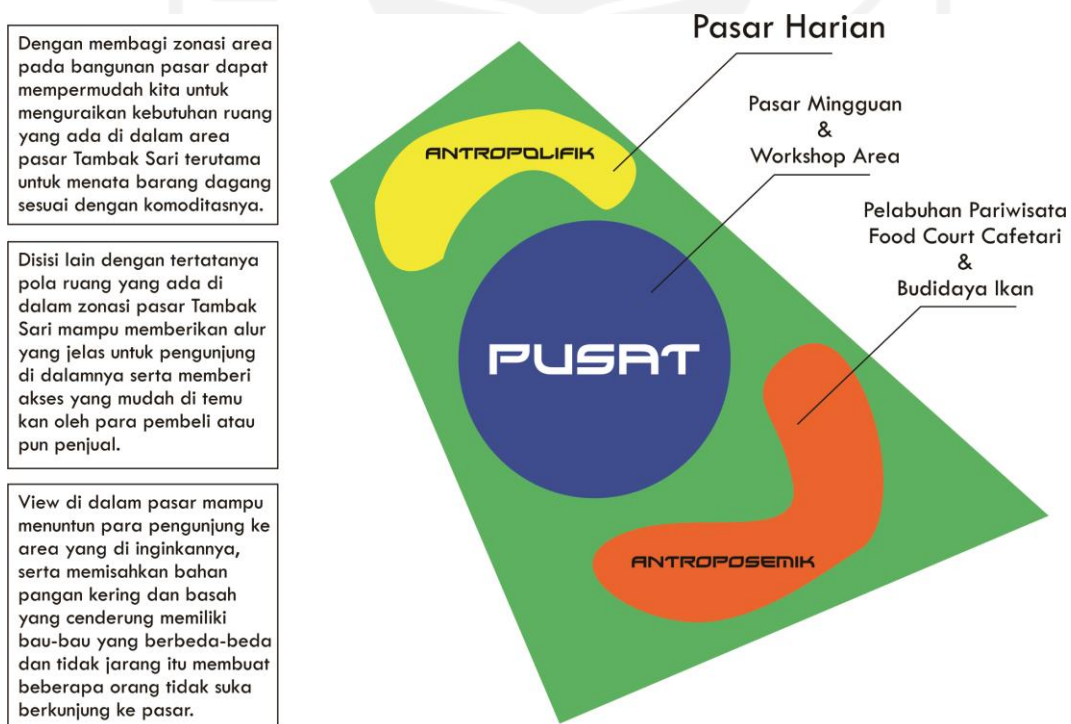 Dengan membagi zonasi area
pada bangunan pasar dapat
mempermudah kita untuk
menguraikan kebutuhan ruang
yang ada di dalam area
pasar Tambak Sari terutama
untuk menata barang dagang
sesuai dengan komoditasnya.
Disisi lain dengan tertatanya
pola ruang yang ada di
dalam zonasi pasar Tambak
Sari mampu memberikan alur
yang jelas untuk pengunjung
di dalamnya serta memberi
akses yang mudah di temu
kan oleh para pembeli atau
pun penjual.
View di dalam pasar mampu
menuntun para pengunjung ke
area yang di inginkannya,
serta memisahkan bahan
pangan kering dan basah
yang cenderung memiliki
bau-bau yang berbeda-beda
dan tidak jarang itu membuat
beberapa orang tidak suka
berkunjung ke pasar.
Pasar Harian
Pasar Mingguan
&
Workshop Area
Pelabuhan Pariwisata
Food Court Cafetari
&
Budidaya Ikan
ANTROPOLIFIK
PUSAT
ANTROPOSEMIK